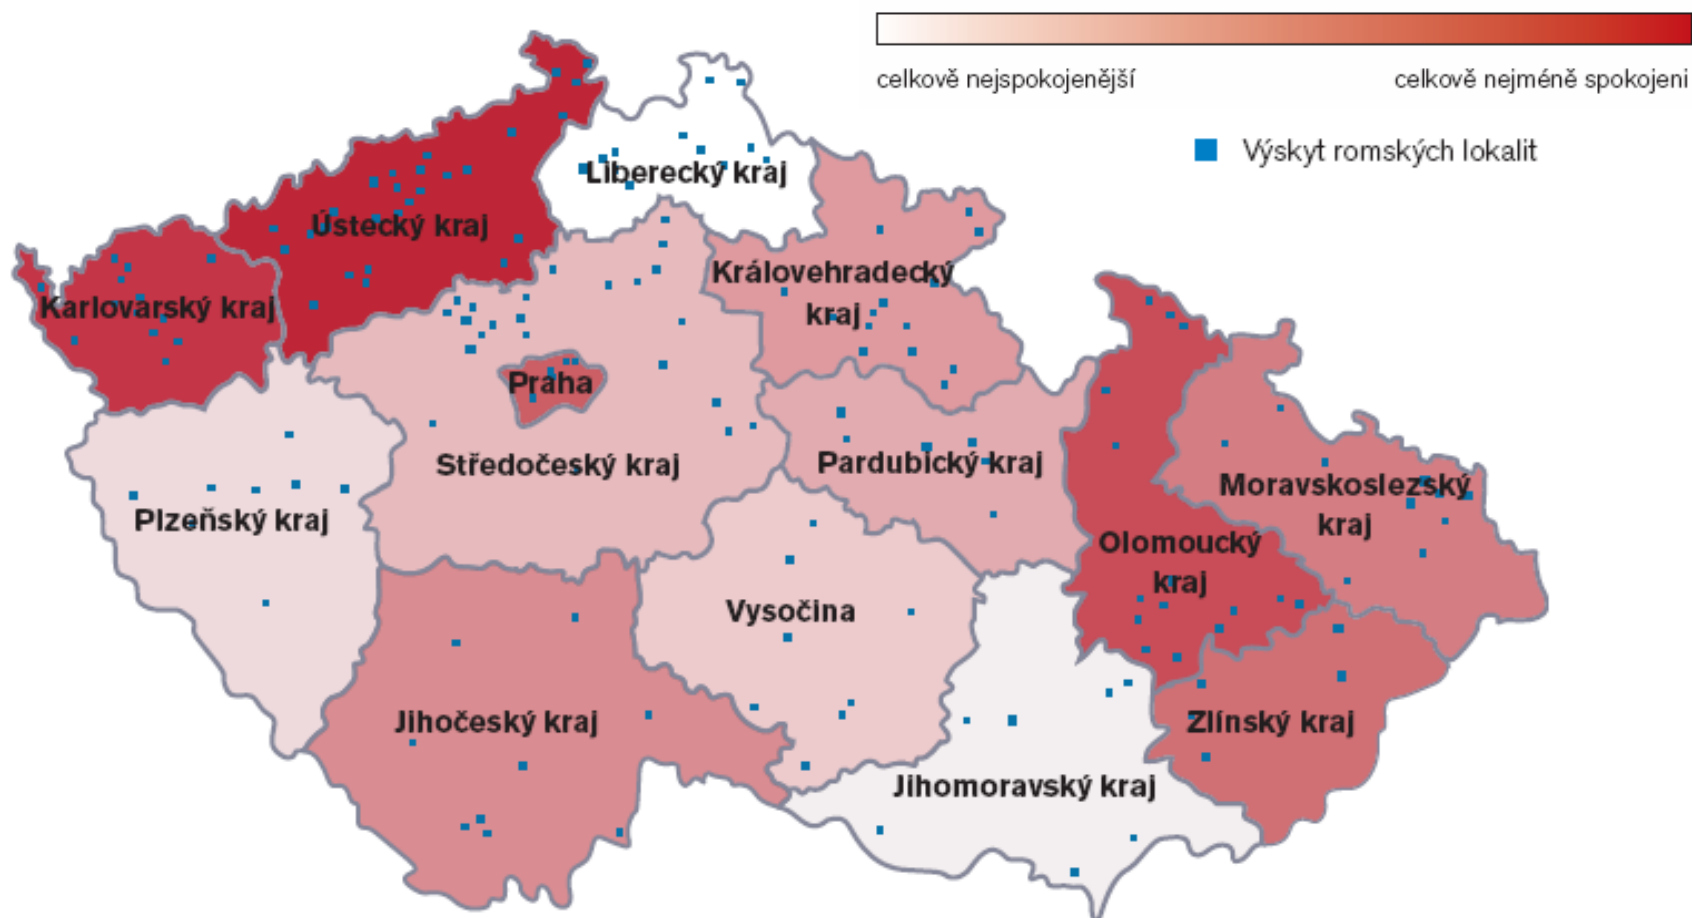 celkově nejspokojenější
celkově nejméně spokojeni
Výskyt romských lokalit
Liberecký kraj
Ústecký kraj
Královehradecký
kraj
Karlovarský kraj
Praha
Středočeský kraj
Pardubický kraj
Moravskoslezský
kraj
Plzeňský kraj
Olomoucký
kraj
Vysočina
Jihočeský kraj
Zlínský kraj
Jihomoravský kraj